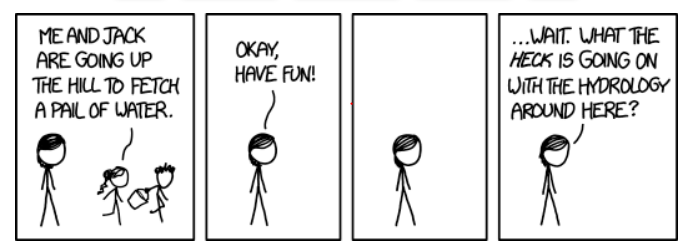 ME AND JACK
ARE GOING UP
THE HILL TO FETCH
A PAIL OF WATER.
OKAY,
HAVE FUN!
...WAIT. WHAT THE
HECK IS GOING ON
WITH THE HYDROLOGY
AROUND HERE?